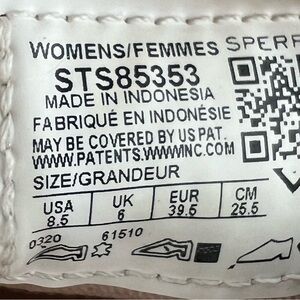 WOMENS/FEMMES SPERR
STS85353
MADE IN INDONESIA
FABRIQUÉ EN INDONÉSIE
MAY BE COVERED BY US PAT.
WWW.PATENTS.WWWINC.COM
SIZE/GRANDEUR
USA UK EUR CM
8.5 6 39.5 25.5
0320 61510